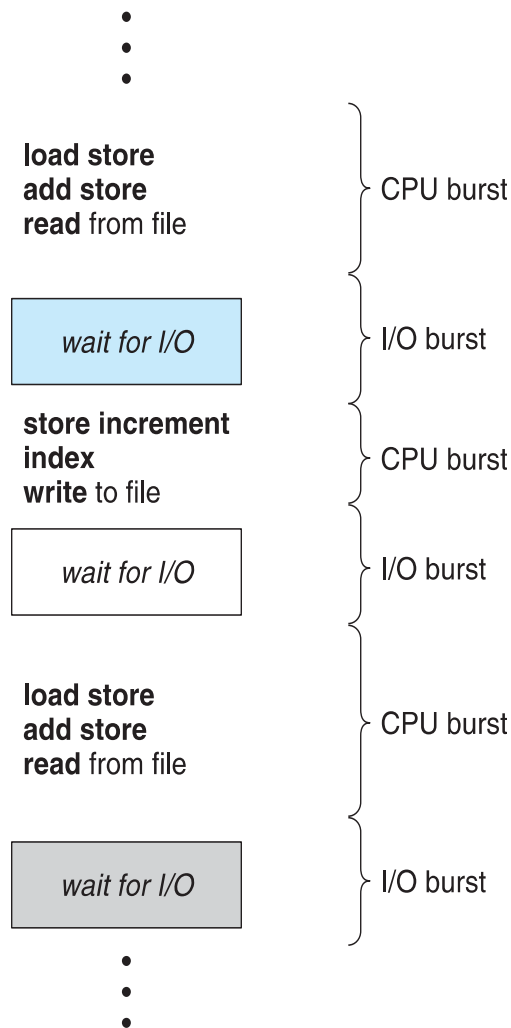 load store
add store
read from file
CPU burst
wait for I/O
I/O burst
store increment
index
write to file
CPU burst
wait for I/O
I/O burst
load store
add store
read from file
CPU burst
wait for I/O
I/O burst